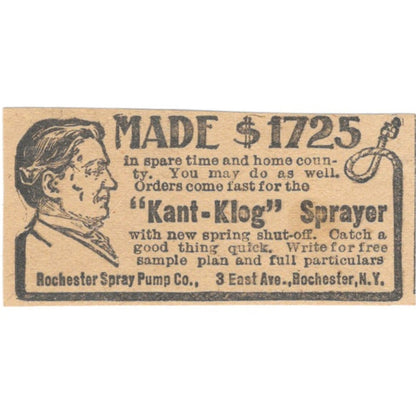 MADE $1725
in spare time and home coun-
ty. You may do as well.
Orders come fast for the
"Kant-Klog" Sprayer
with new spring shut-off. Catch a
good thing quick. Write for free
sample plan and full particulars
Rochester Spray Pump Co., 3 East Ave., Rochester, N.Y.